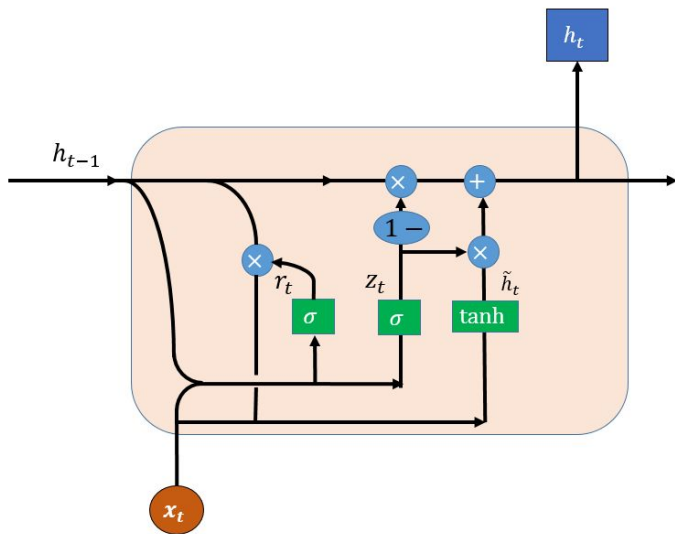 h_t
h_{t-1}
× +
1 −
× ×
r_t z_t h̃_t
σ σ tanh
x_t